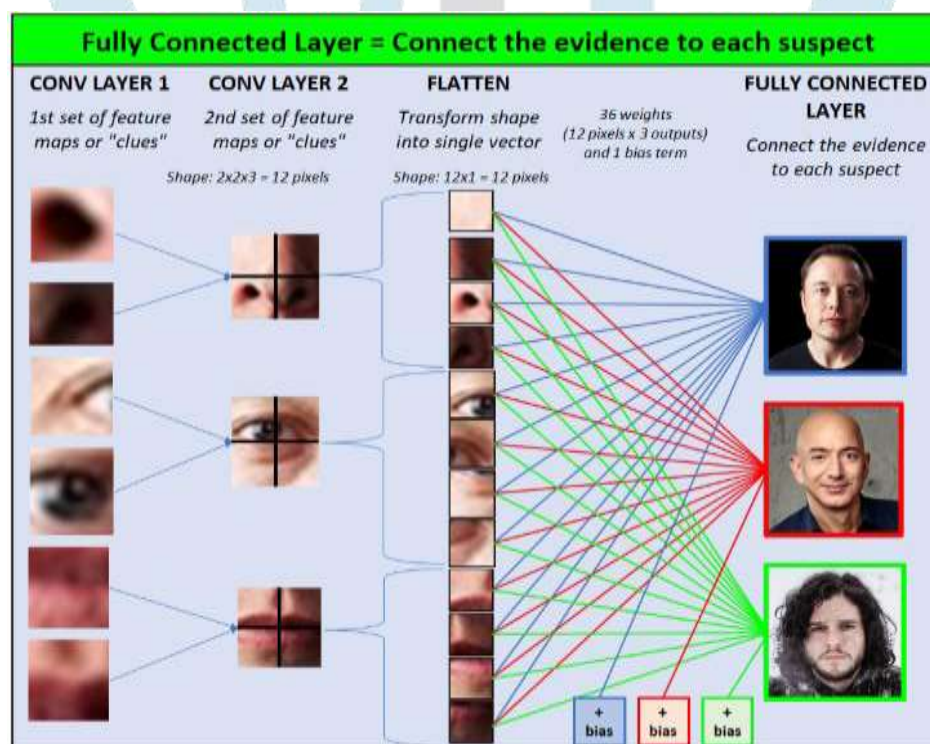 Fully Connected Layer = Connect the evidence to each suspect
CONV LAYER 1
1st set of feature
maps or "clues"
CONV LAYER 2
2nd set of feature
maps or "clues"
Shape: 2x2x3 = 12 pixels
FLATTEN
Transform shape
into single vector
Shape: 12x1 = 12 pixels
36 weights
(12 pixels x 3 outputs)
and 1 bias term
FULLY CONNECTED
LAYER
Connect the evidence
to each suspect
+
bias
+
bias
+
bias